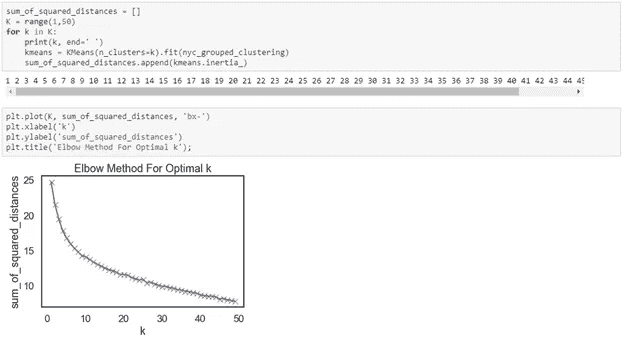 sum_of_squared_distances = []
K = range(1,50)
for k in K:
    print(k, end=' ')
    kmeans = KMeans(n_clusters=k).fit(nyc_grouped_clustering)
    sum_of_squared_distances.append(kmeans.inertia_)
1 2 3 4 5 6 7 8 9 10 11 12 13 14 15 16 17 18 19 20 21 22 23 24 25 26 27 28 29 30 31 32 33 34 35 36 37 38 39 40 41 42 43 44 45
plt.plot(K, sum_of_squared_distances, 'bx-')
plt.xlabel('k')
plt.ylabel('sum_of_squared_distances')
plt.title('Elbow Method For Optimal k');
Elbow Method For Optimal k
sum_of_squared_distances
25
20
15
10
0 10 20 30 40 50
k